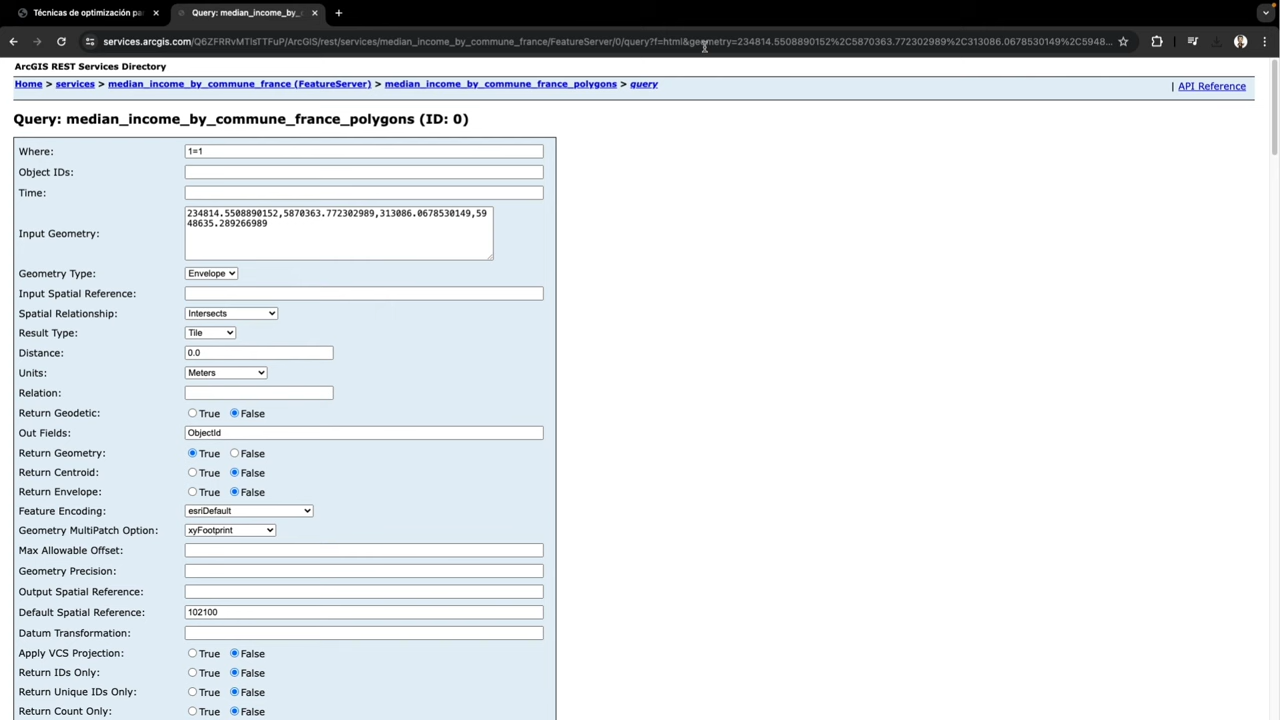 Técnicas de optimización pa
Query: median_income_by_c
services.arcgis.com/Q6ZFRRvMTlsTTFuP/ArcGIS/rest/services/median_income_by_commune_france/FeatureServer/0/query?f=html&geometry=234814.5508890152%2C5870363.772302989%2C313086.0678530149%2C5948...
ArcGIS REST Services Directory
Home > services > median_income_by_commune_france (FeatureServer) > median_income_by_commune_france_polygons > query
| API Reference
Query: median_income_by_commune_france_polygons (ID: 0)
Where: 1=1
Object IDs:
Time:
Input Geometry: 234814.5508890152,5870363.772302989,313086.0678530149,59
48635.289266989
Geometry Type: Envelope
Input Spatial Reference:
Spatial Relationship: Intersects
Result Type: Tile
Distance: 0.0
Units: Meters
Relation:
Return Geodetic: True False
Out Fields: ObjectId
Return Geometry: True False
Return Centroid: True False
Return Envelope: True False
Feature Encoding: esriDefault
Geometry MultiPatch Option: xyFootprint
Max Allowable Offset:
Geometry Precision:
Output Spatial Reference:
Default Spatial Reference: 102100
Datum Transformation:
Apply VCS Projection: True False
Return IDs Only: True False
Return Unique IDs Only: True False
Return Count Only: True False